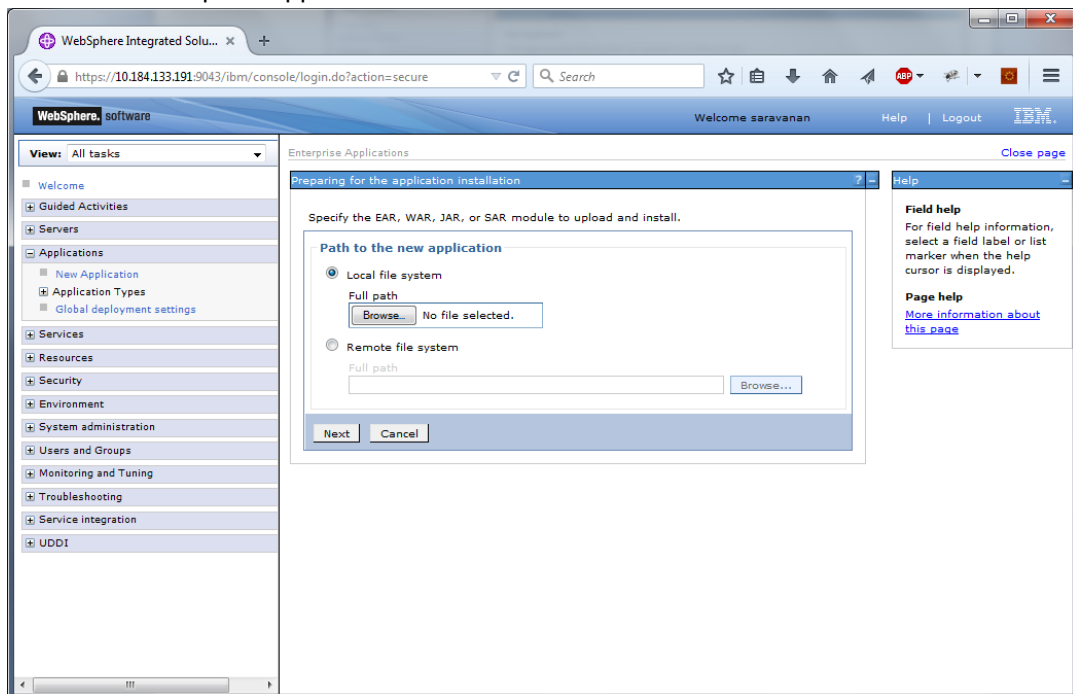 WebSphere Integrated Solu... × +
https://10.184.133.191:9043/ibm/console/login.do?action=secure Search ABP
WebSphere. software Welcome saravanan Help | Logout IBM.
View: All tasks
Enterprise Applications Close page
Welcome
Guided Activities
Servers
Applications
New Application
Application Types
Global deployment settings
Services
Resources
Security
Environment
System administration
Users and Groups
Monitoring and Tuning
Troubleshooting
Service integration
UDDI
Preparing for the application installation ? –
Specify the EAR, WAR, JAR, or SAR module to upload and install.
Path to the new application
Local file system
Full path
Browse... No file selected.
Remote file system
Full path
Browse...
Next Cancel
Help –
Field help
For field help information,
select a field label or list
marker when the help
cursor is displayed.
Page help
More information about
this page